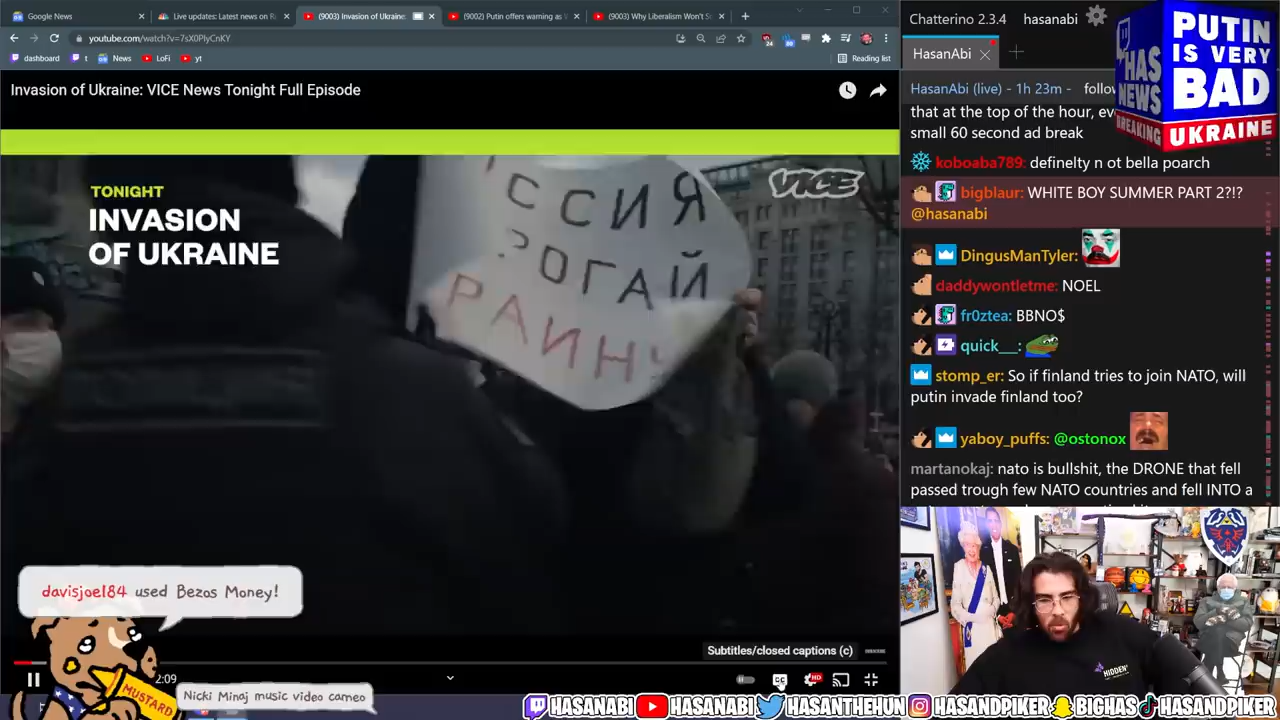 Google News
Live updates: Latest news on R
(9003) Invasion of Ukraine:
(9002) Putin offers warning as V
(9003) Why Liberalism Won't S
youtube.com/watch?v=7sX0PlyCnKY
dashboard
t
News
LoFi
yt
Reading list
Invasion of Ukraine: VICE News Tonight Full Episode
TONIGHT
INVASION
OF UKRAINE
VICE
ССИЯ
РОГАЙ
РАИНУ
davisjoel84 used Bezos Money!
MUSTARD
Nicki Minaj music video cameo
2:09
Subtitles/closed captions (c)
HD
Chatterino 2.3.4
hasanabi
HasanAbi
HasanAbi (live) - 1h 23m -
that at the top of the hour,
small 60 second ad break
koboaba789: definelty n ot bella poarch
bigblaur: WHITE BOY SUMMER PART 2?!?
@hasanabi
DingusManTyler:
daddywontletme: NOEL
fr0ztea: BBNO$
quick___:
stomp_er: So if finland tries to join NATO, will
putin invade finland too?
yaboy_puffs: @ostonox
martanokaj: nato is bullshit, the DRONE that fell
passed trough few NATO countries and fell INTO a
PUTIN
IS VERY
BAD
HAS
NEWS
BREAKING
UKRAINE
HIDDEN
HASANABI
HASANABI
HASANTHEHUN
HASANDPIKER
BIGHAS
HASANDPIKER